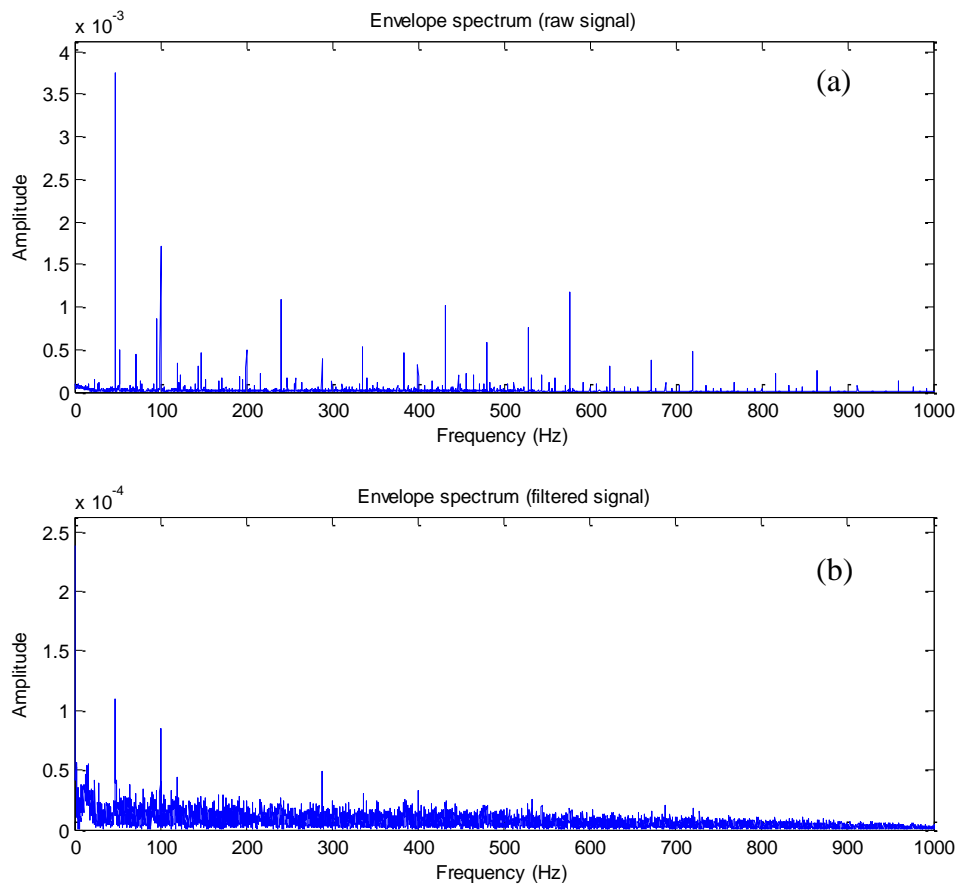 Envelope spectrum (raw signal)
x 10-3
(a)
4
3.5
3
2.5
2
1.5
1
0.5
0
Amplitude
0 100 200 300 400 500 600 700 800 900 1000
Frequency (Hz)
Envelope spectrum (filtered signal)
x 10-4
(b)
2.5
2
1.5
1
0.5
0
Amplitude
0 100 200 300 400 500 600 700 800 900 1000
Frequency (Hz)